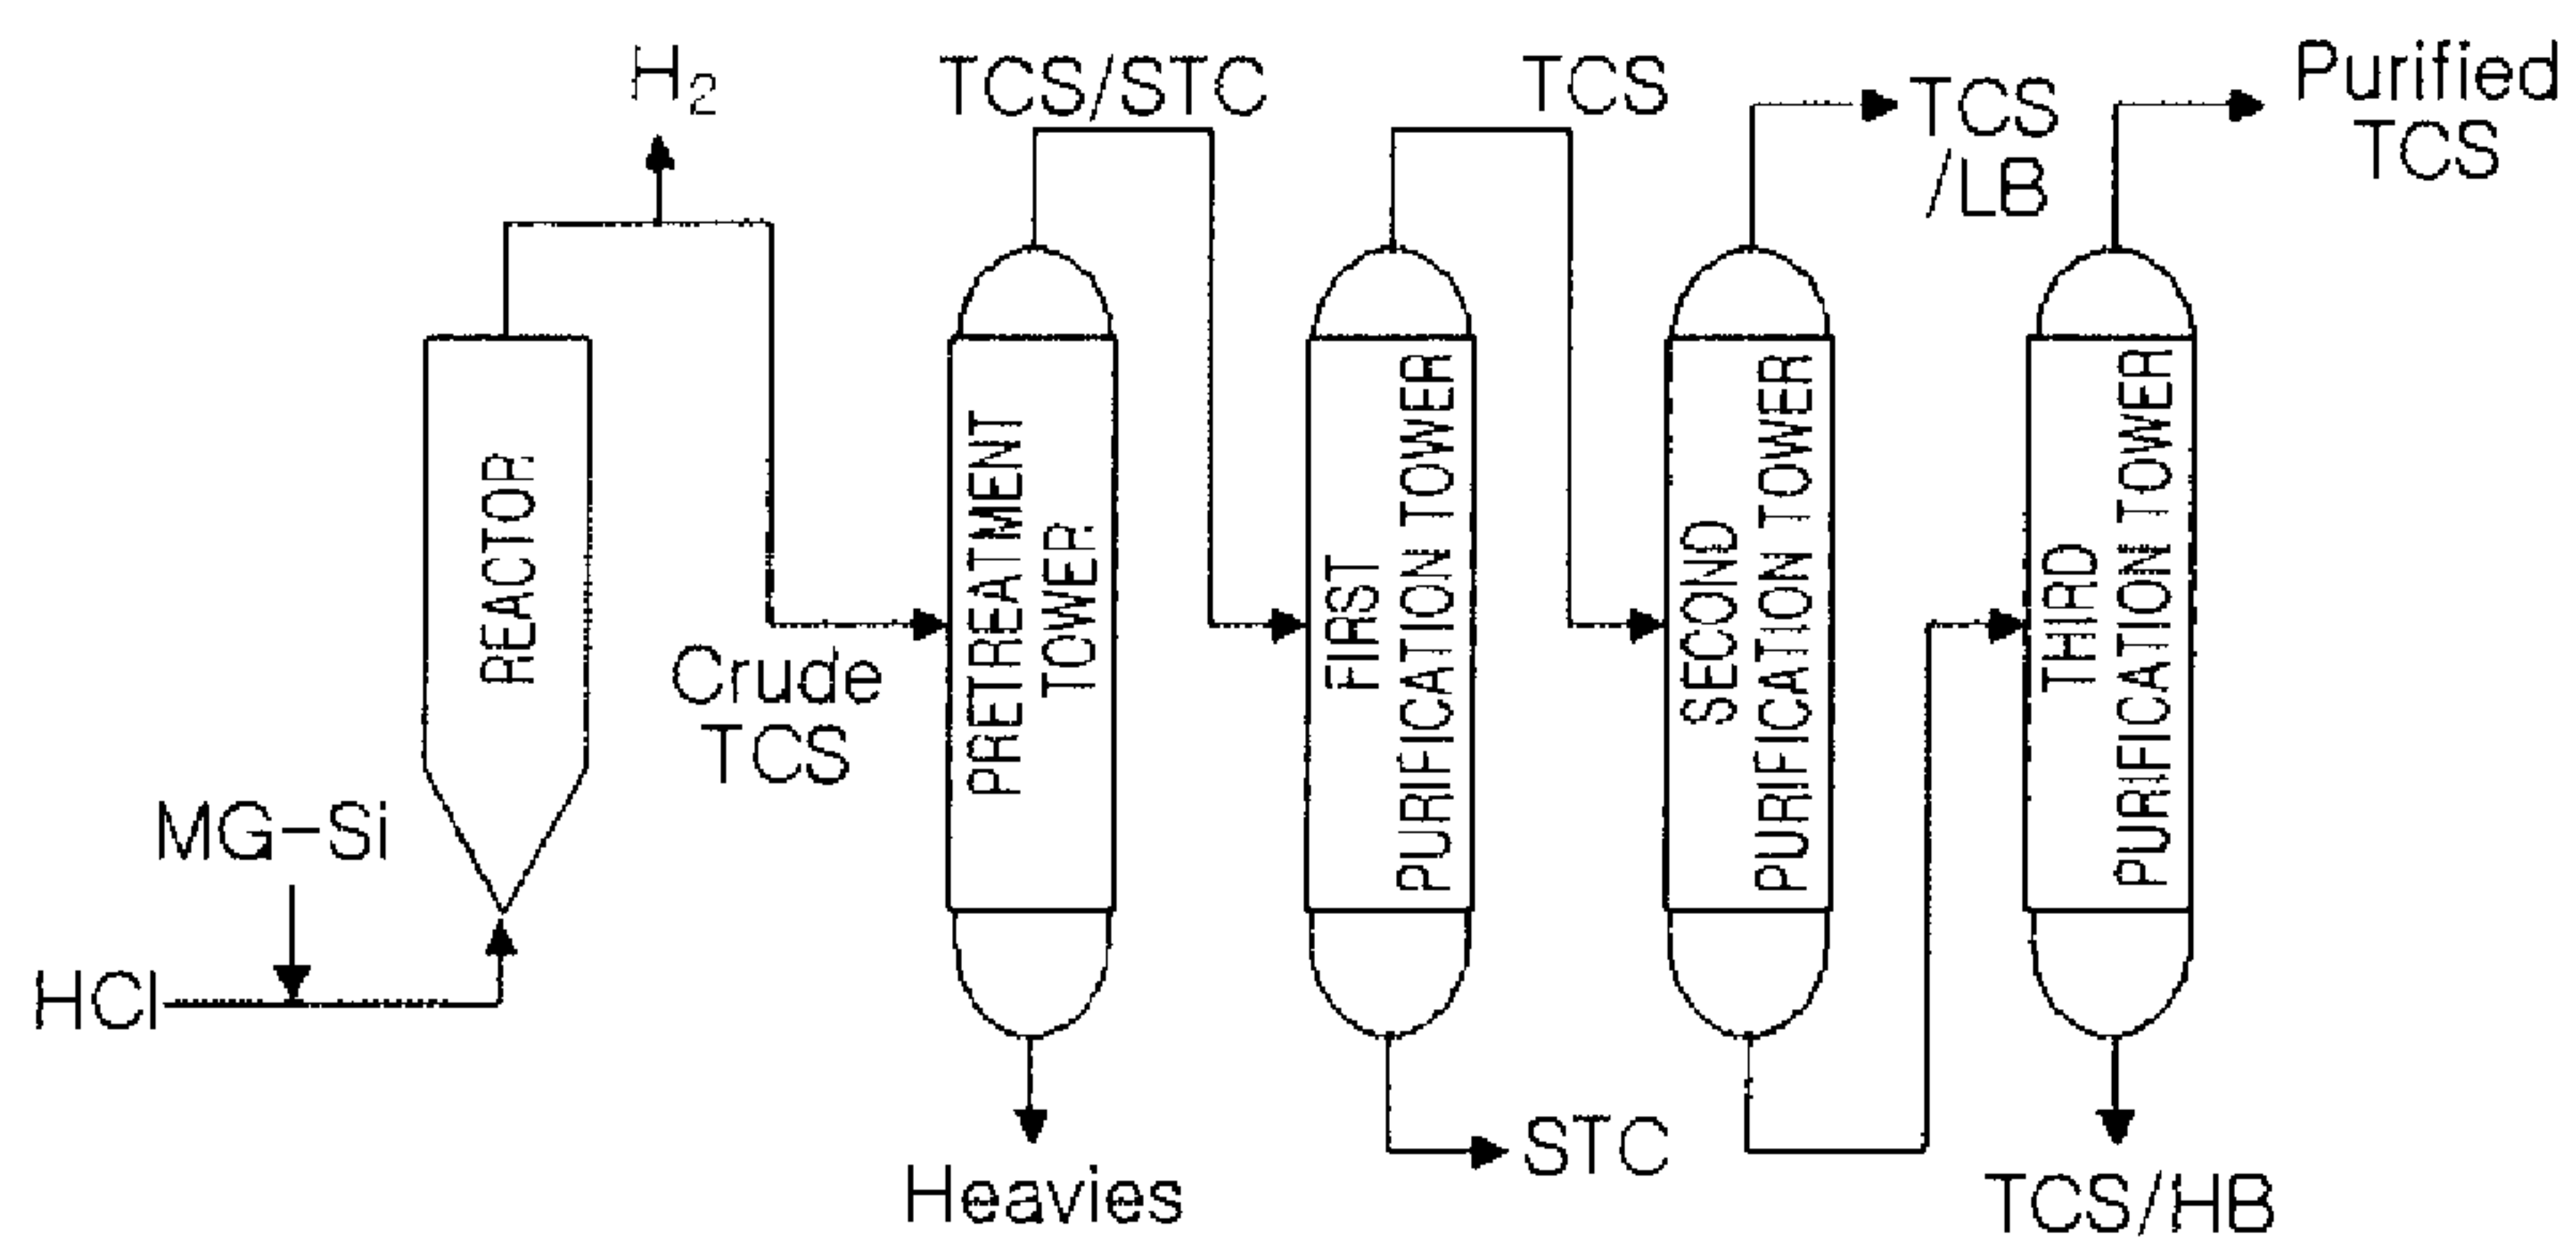 H₂
TCS/STC
TCS
TCS
/LB
Purified
TCS
REACTOR
Crude
TCS
MG-Si
HCl
PRETREATMENT
TOWER
FIRST
PURIFICATION TOWER
SECOND
PURIFICATION TOWER
THIRD
PURIFICATION TOWER
Heavies
STC
TCS/HB